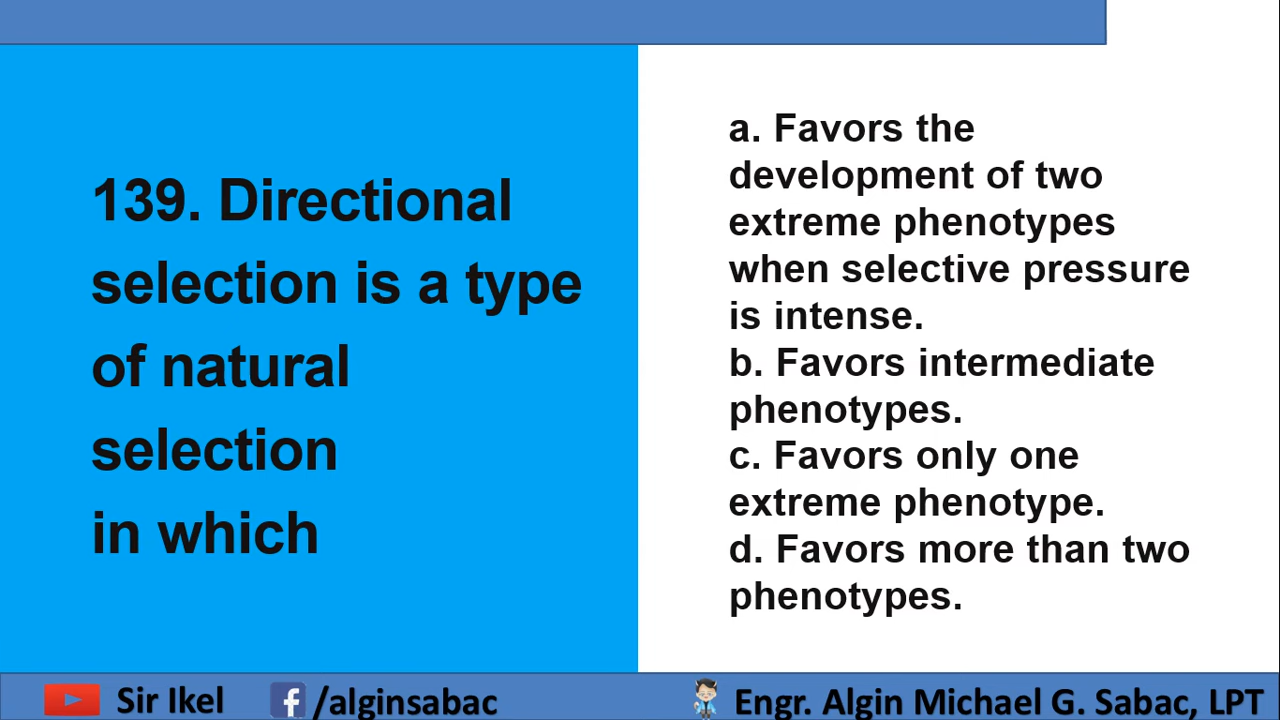 139. Directional
selection is a type
of natural
selection
in which
a. Favors the
development of two
extreme phenotypes
when selective pressure
is intense.
b. Favors intermediate
phenotypes.
c. Favors only one
extreme phenotype.
d. Favors more than two
phenotypes.
Sir Ikel
/alginsabac
Engr. Algin Michael G. Sabac, LPT